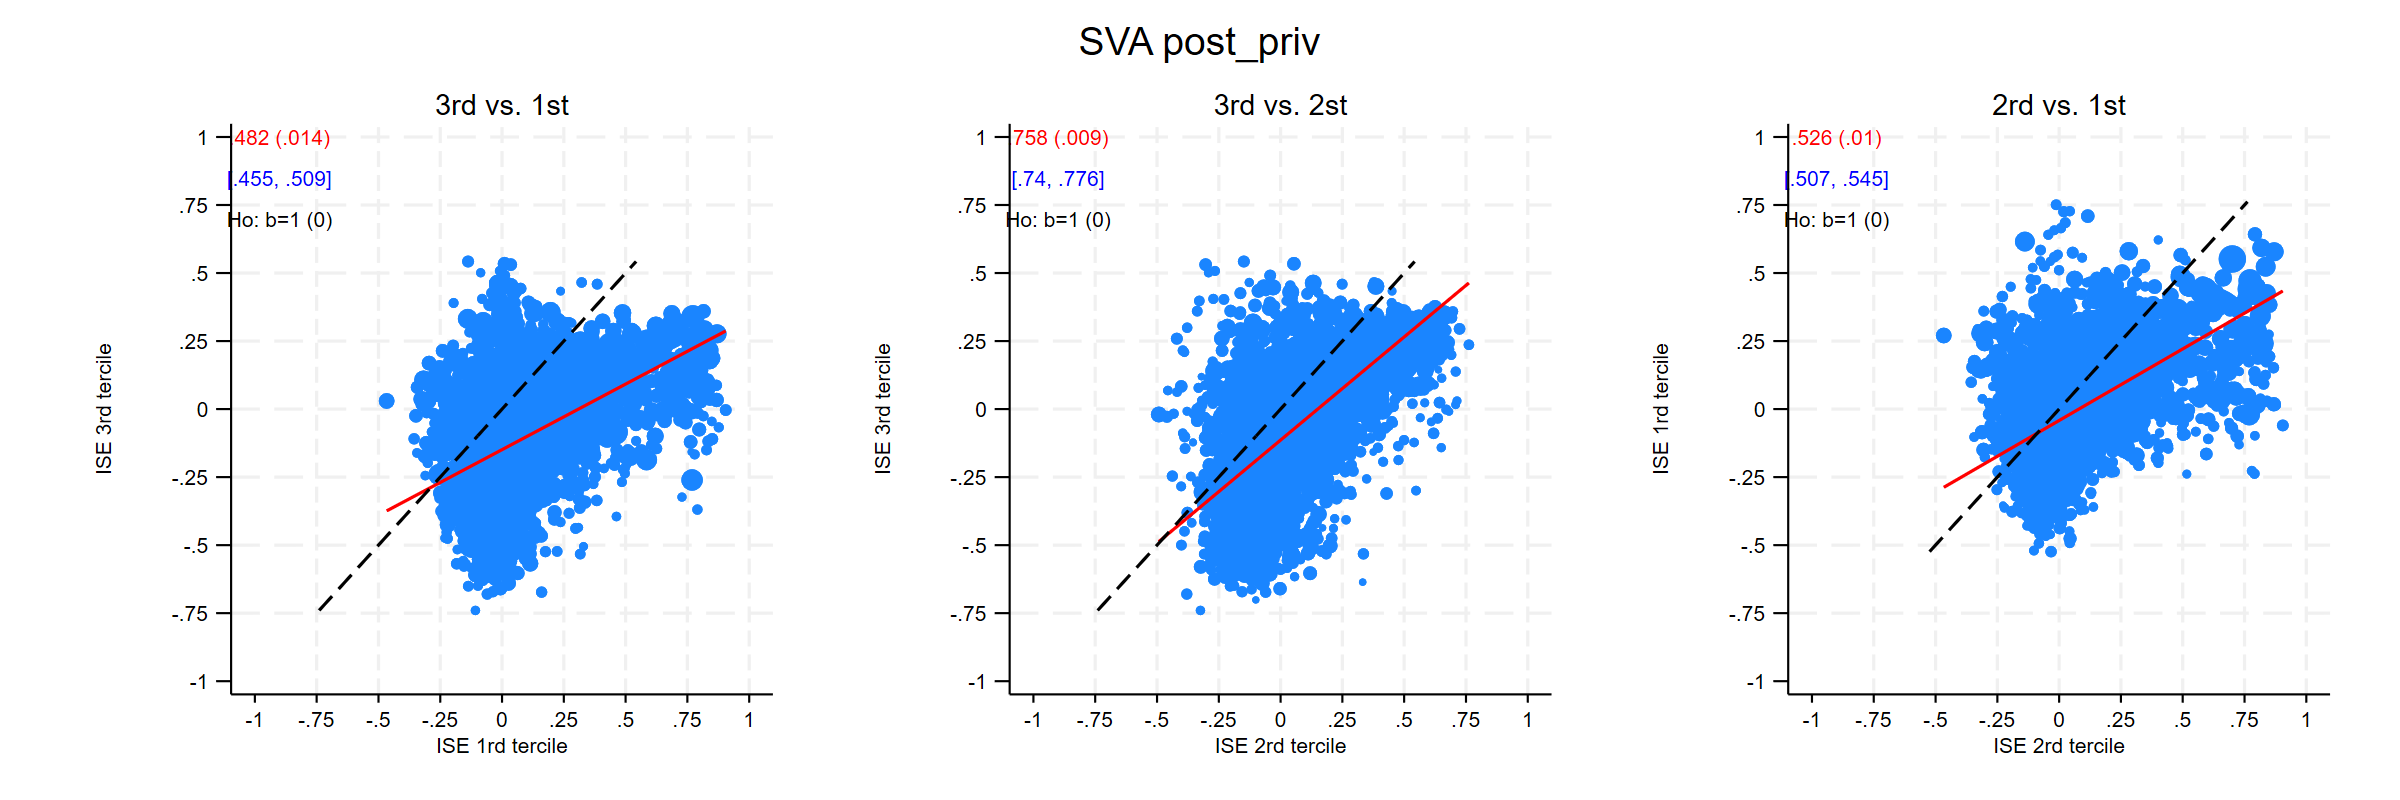 SVA post_priv
3rd vs. 1st
.482 (.014)
[.455, .509]
Ho: b=1 (0)
1
.75
.5
.25
0
-.25
-.5
-.75
-1
ISE 3rd tercile
-1 -.75 -.5 -.25 0 .25 .5 .75 1
ISE 1rd tercile
3rd vs. 2st
.758 (.009)
[.74, .776]
Ho: b=1 (0)
1
.75
.5
.25
0
-.25
-.5
-.75
-1
ISE 3rd tercile
-1 -.75 -.5 -.25 0 .25 .5 .75 1
ISE 2rd tercile
2rd vs. 1st
.526 (.01)
[.507, .545]
Ho: b=1 (0)
1
.75
.5
.25
0
-.25
-.5
-.75
-1
ISE 1rd tercile
-1 -.75 -.5 -.25 0 .25 .5 .75 1
ISE 2rd tercile